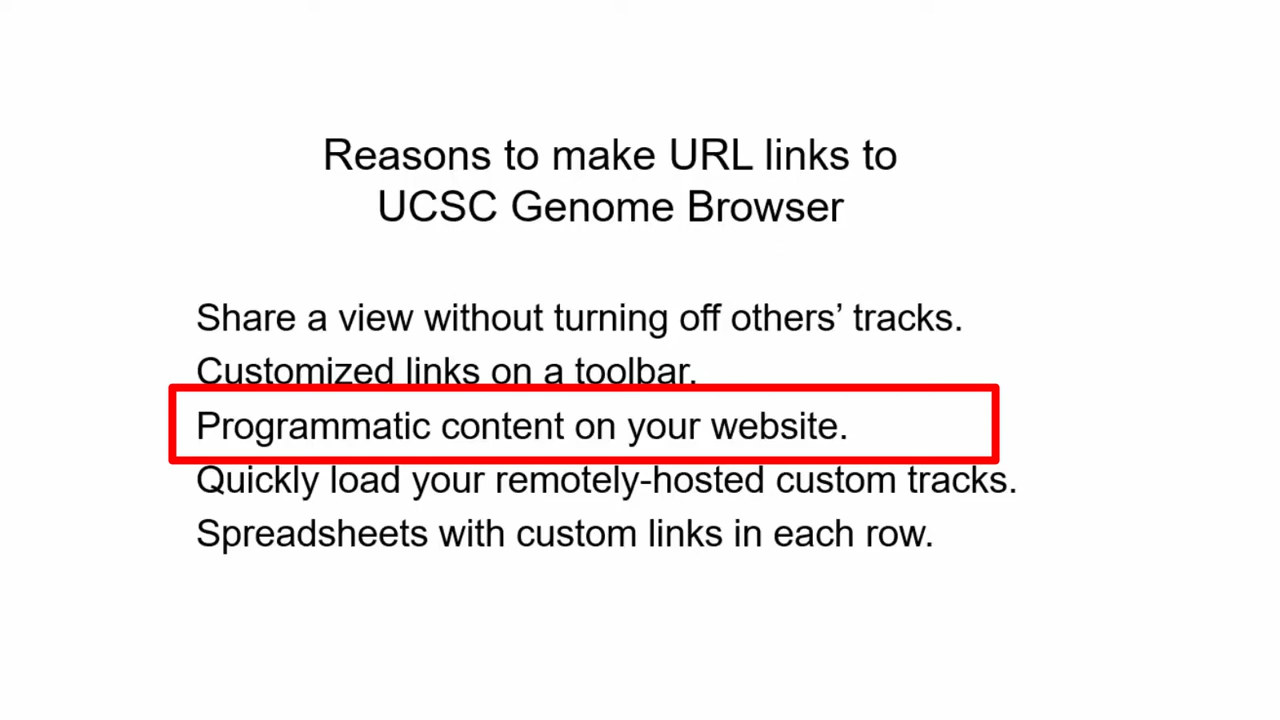 Reasons to make URL links to
UCSC Genome Browser
Share a view without turning off others’ tracks.
Customized links on a toolbar.
Programmatic content on your website.
Quickly load your remotely-hosted custom tracks.
Spreadsheets with custom links in each row.